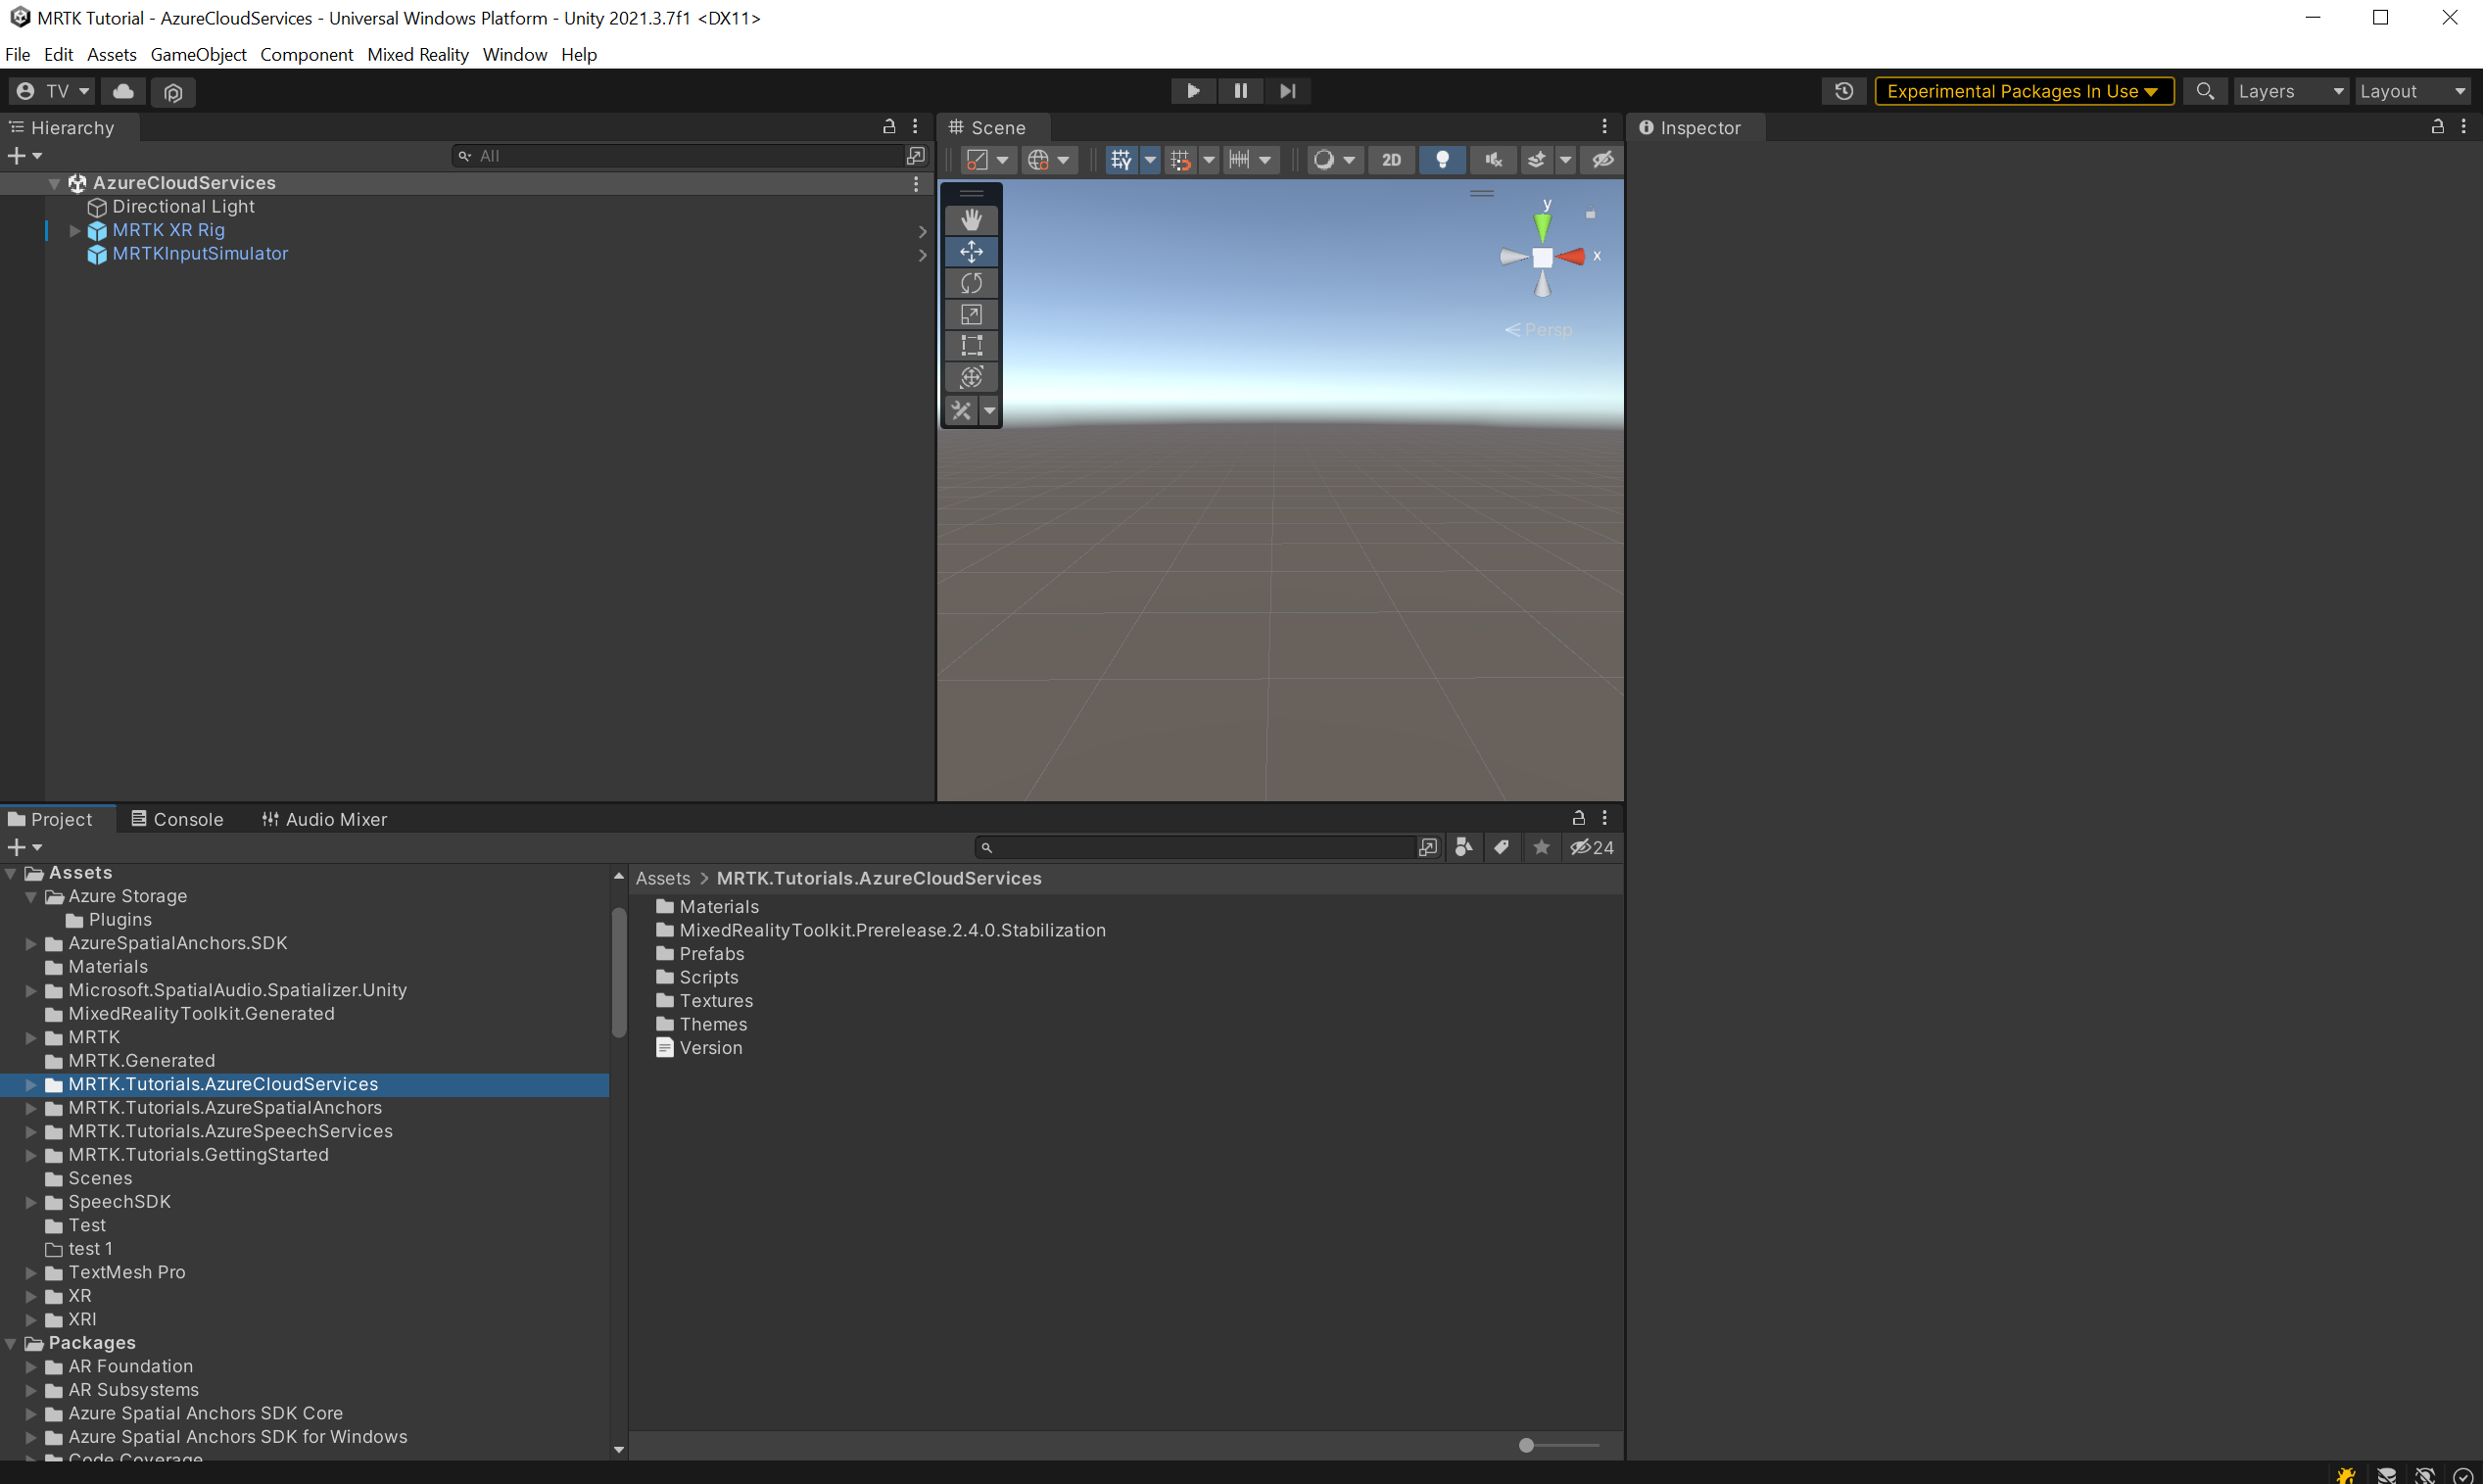 MRTK Tutorial - AzureCloudServices - Universal Windows Platform - Unity 2021.3.7f1 <DX11>
File Edit Assets GameObject Component Mixed Reality Window Help
TV
Experimental Packages In Use
Layers
Layout
Hierarchy
All
AzureCloudServices
Directional Light
MRTK XR Rig
MRTKInputSimulator
Scene
2D
y
x
Persp
Inspector
Project
Console
Audio Mixer
24
Assets
Azure Storage
Plugins
AzureSpatialAnchors.SDK
Materials
Microsoft.SpatialAudio.Spatializer.Unity
MixedRealityToolkit.Generated
MRTK
MRTK.Generated
MRTK.Tutorials.AzureCloudServices
MRTK.Tutorials.AzureSpatialAnchors
MRTK.Tutorials.AzureSpeechServices
MRTK.Tutorials.GettingStarted
Scenes
SpeechSDK
Test
test 1
TextMesh Pro
XR
XRI
Packages
AR Foundation
AR Subsystems
Azure Spatial Anchors SDK Core
Azure Spatial Anchors SDK for Windows
Code Coverage
Assets > MRTK.Tutorials.AzureCloudServices
Materials
MixedRealityToolkit.Prerelease.2.4.0.Stabilization
Prefabs
Scripts
Textures
Themes
Version